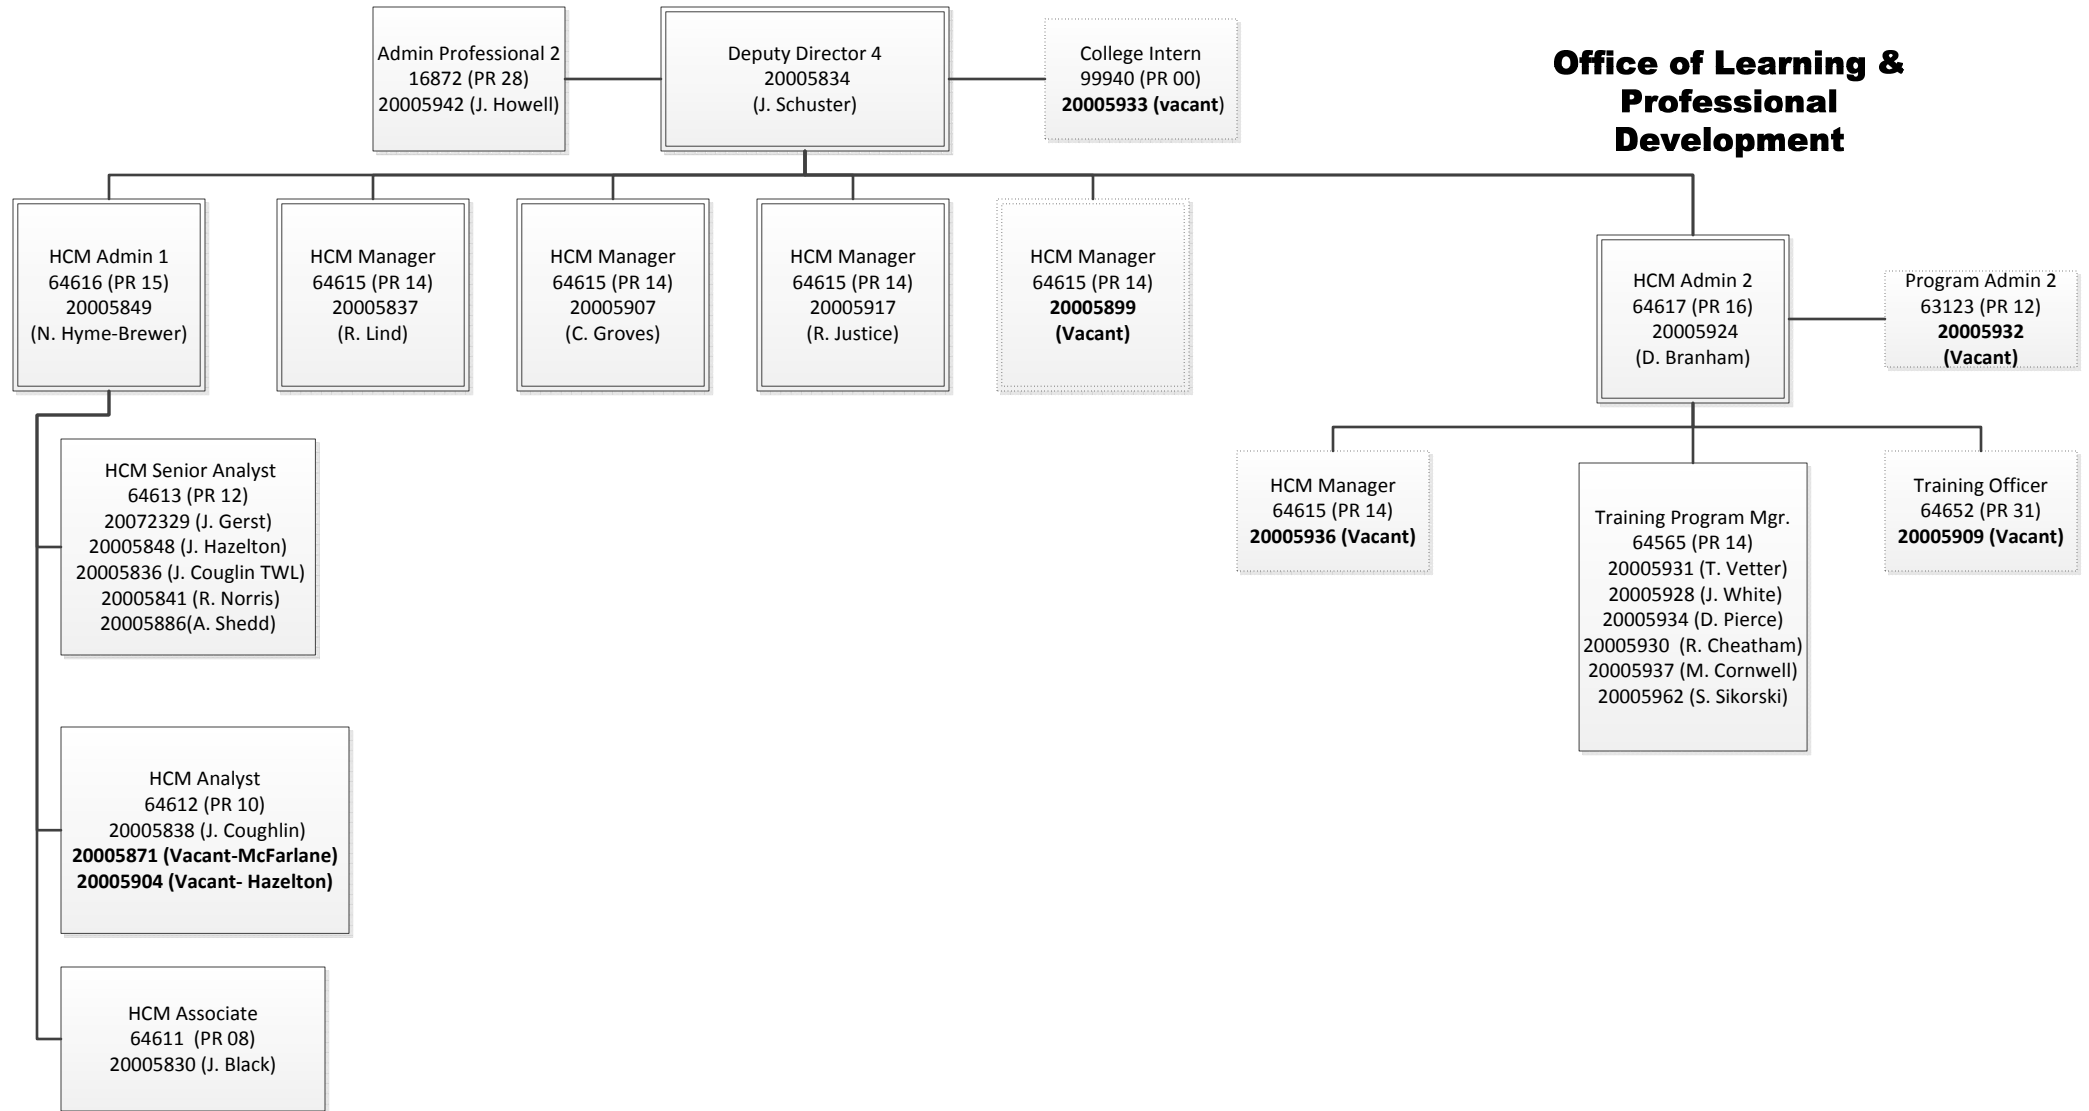 Admin Professional 2
16872 (PR 28)
20005942 (J. Howell)
Deputy Director 4
20005834
(J. Schuster)
College Intern
99940 (PR 00)
20005933 (vacant)
Office of Learning &
Professional
Development
HCM Admin 1
64616 (PR 15)
20005849
(N. Hyme-Brewer)
HCM Manager
64615 (PR 14)
20005837
(R. Lind)
HCM Manager
64615 (PR 14)
20005907
(C. Groves)
HCM Manager
64615 (PR 14)
20005917
(R. Justice)
HCM Manager
64615 (PR 14)
20005899
(Vacant)
HCM Admin 2
64617 (PR 16)
20005924
(D. Branham)
Program Admin 2
63123 (PR 12)
20005932
(Vacant)
HCM Senior Analyst
64613 (PR 12)
20072329 (J. Gerst)
20005848 (J. Hazelton)
20005836 (J. Couglin TWL)
20005841 (R. Norris)
20005886(A. Shedd)
HCM Manager
64615 (PR 14)
20005936 (Vacant)
Training Program Mgr.
64565 (PR 14)
20005931 (T. Vetter)
20005928 (J. White)
20005934 (D. Pierce)
20005930  (R. Cheatham)
20005937 (M. Cornwell)
20005962 (S. Sikorski)
Training Officer
64652 (PR 31)
20005909 (Vacant)
HCM Analyst
64612 (PR 10)
20005838 (J. Coughlin)
20005871 (Vacant-McFarlane)
20005904 (Vacant- Hazelton)
HCM Associate
64611  (PR 08)
20005830 (J. Black)